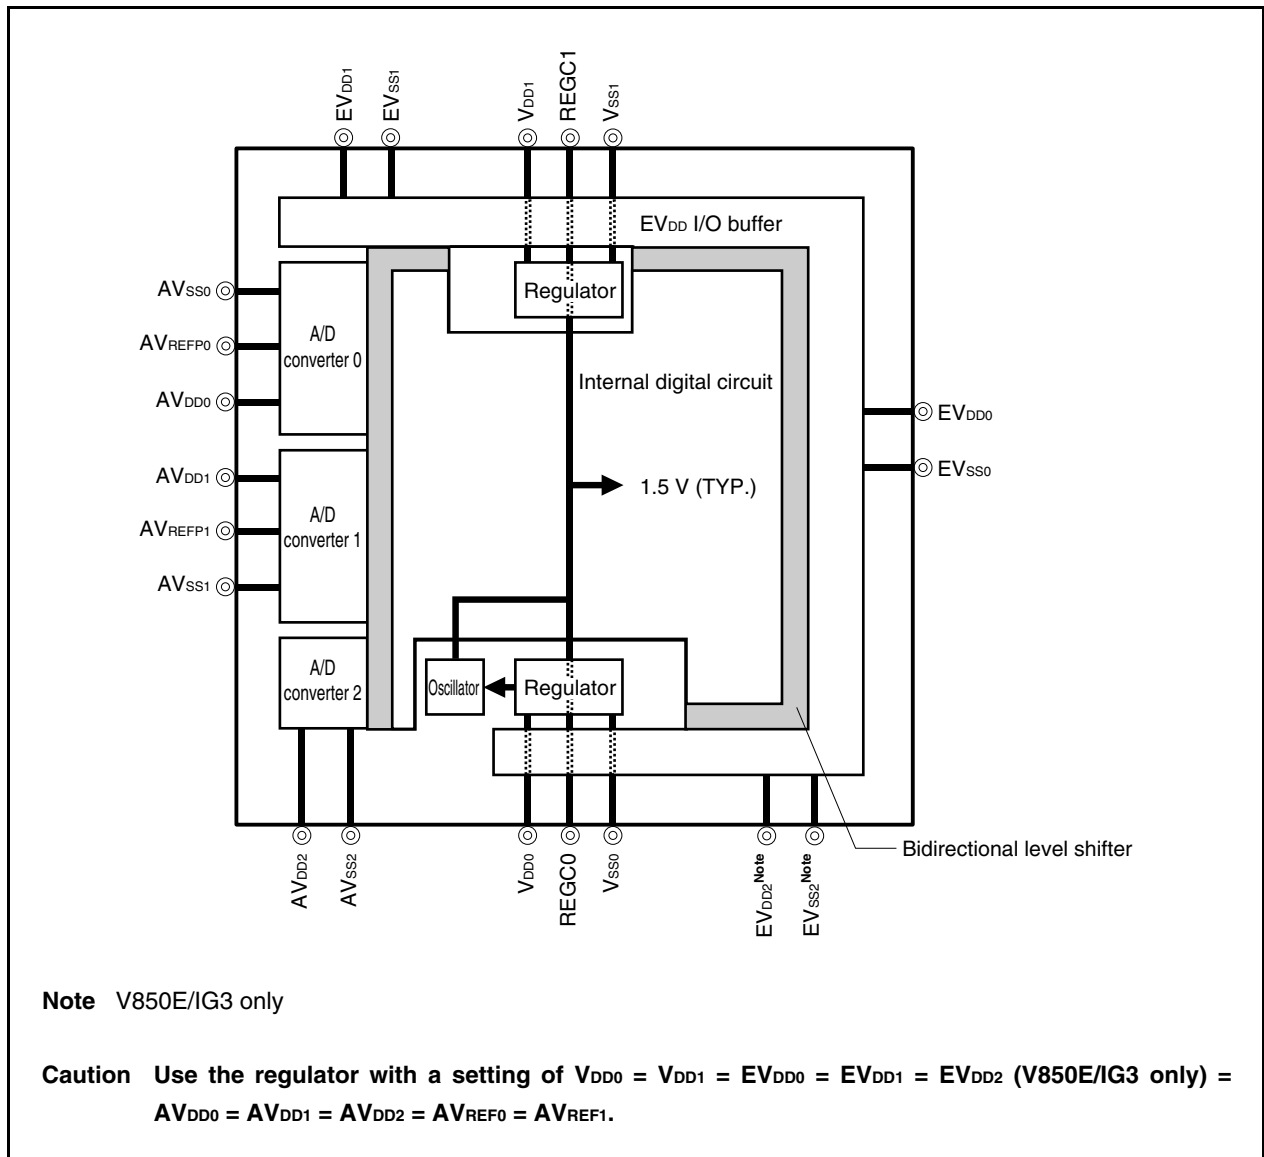 EVDD1
EVSS1
VDD1
REGC1
VSS1
EVDD I/O buffer
AVSS0
AVREFP0
AVDD0
A/D
converter 0
Regulator
Internal digital circuit
EVDD0
EVSS0
AVDD1
AVREFP1
AVSS1
A/D
converter 1
1.5 V (TYP.)
A/D
converter 2
Oscillator
Regulator
Bidirectional level shifter
AVDD2
AVSS2
VDD0
REGC0
VSS0
EVDD2Note
EVSS2Note
Note V850E/IG3 only
Caution Use the regulator with a setting of VDD0 = VDD1 = EVDD0 = EVDD1 = EVDD2 (V850E/IG3 only) =
AVDD0 = AVDD1 = AVDD2 = AVREF0 = AVREF1.